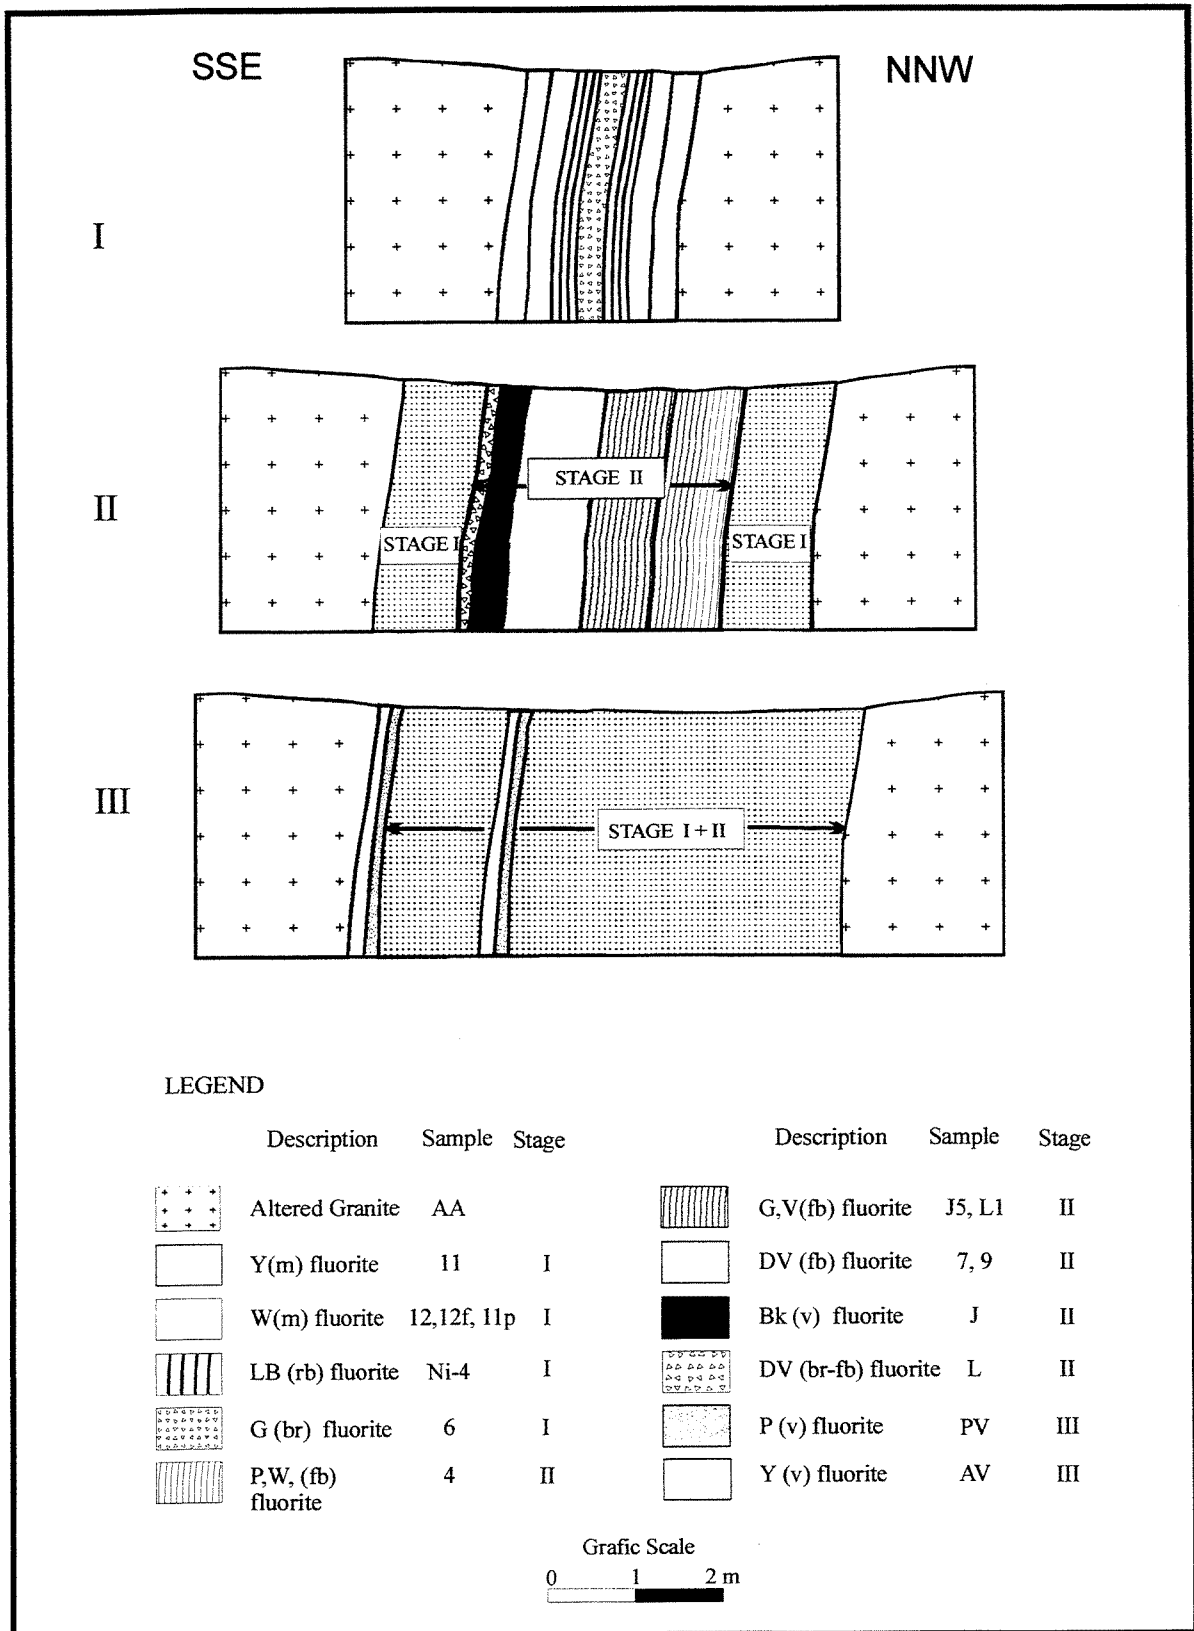 SSE
NNW
I
II
STAGE II
STAGE I
STAGE I
III
STAGE I + II
LEGEND
Description Sample Stage
Altered Granite AA
Y(m) fluorite 11 I
W(m) fluorite 12,12f, 11p I
LB (rb) fluorite Ni-4 I
G (br) fluorite 6 I
P,W, (fb) 4 II
fluorite
Description Sample Stage
G,V(fb) fluorite J5, L1 II
DV (fb) fluorite 7, 9 II
Bk (v) fluorite J II
DV (br-fb) fluorite L II
P (v) fluorite PV III
Y (v) fluorite AV III
Grafic Scale
0 1 2 m